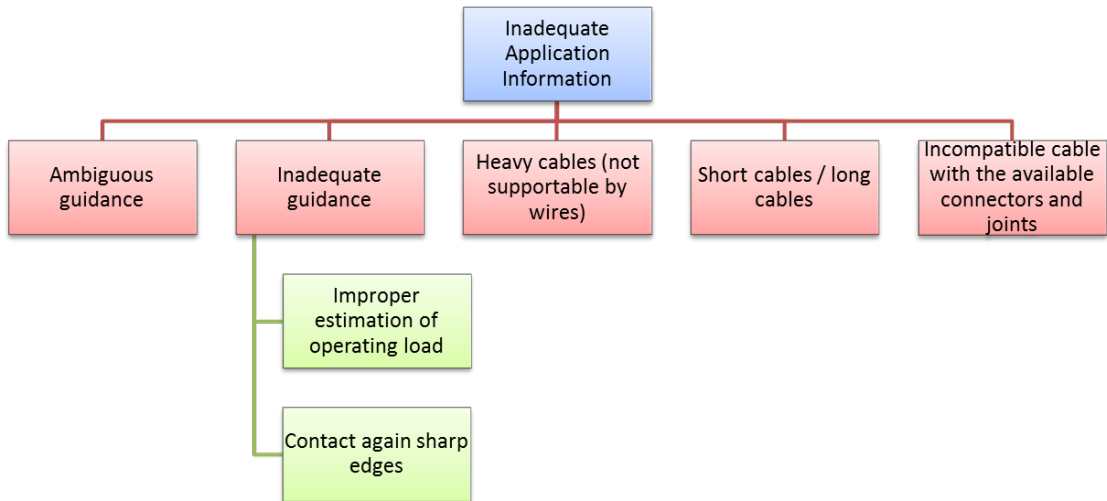 Inadequate
Application
Information
Ambiguous
guidance
Inadequate
guidance
Heavy cables (not
supportable by
wires)
Short cables / long
cables
Incompatible cable
with the available
connectors and
joints
Improper
estimation of
operating load
Contact again sharp
edges